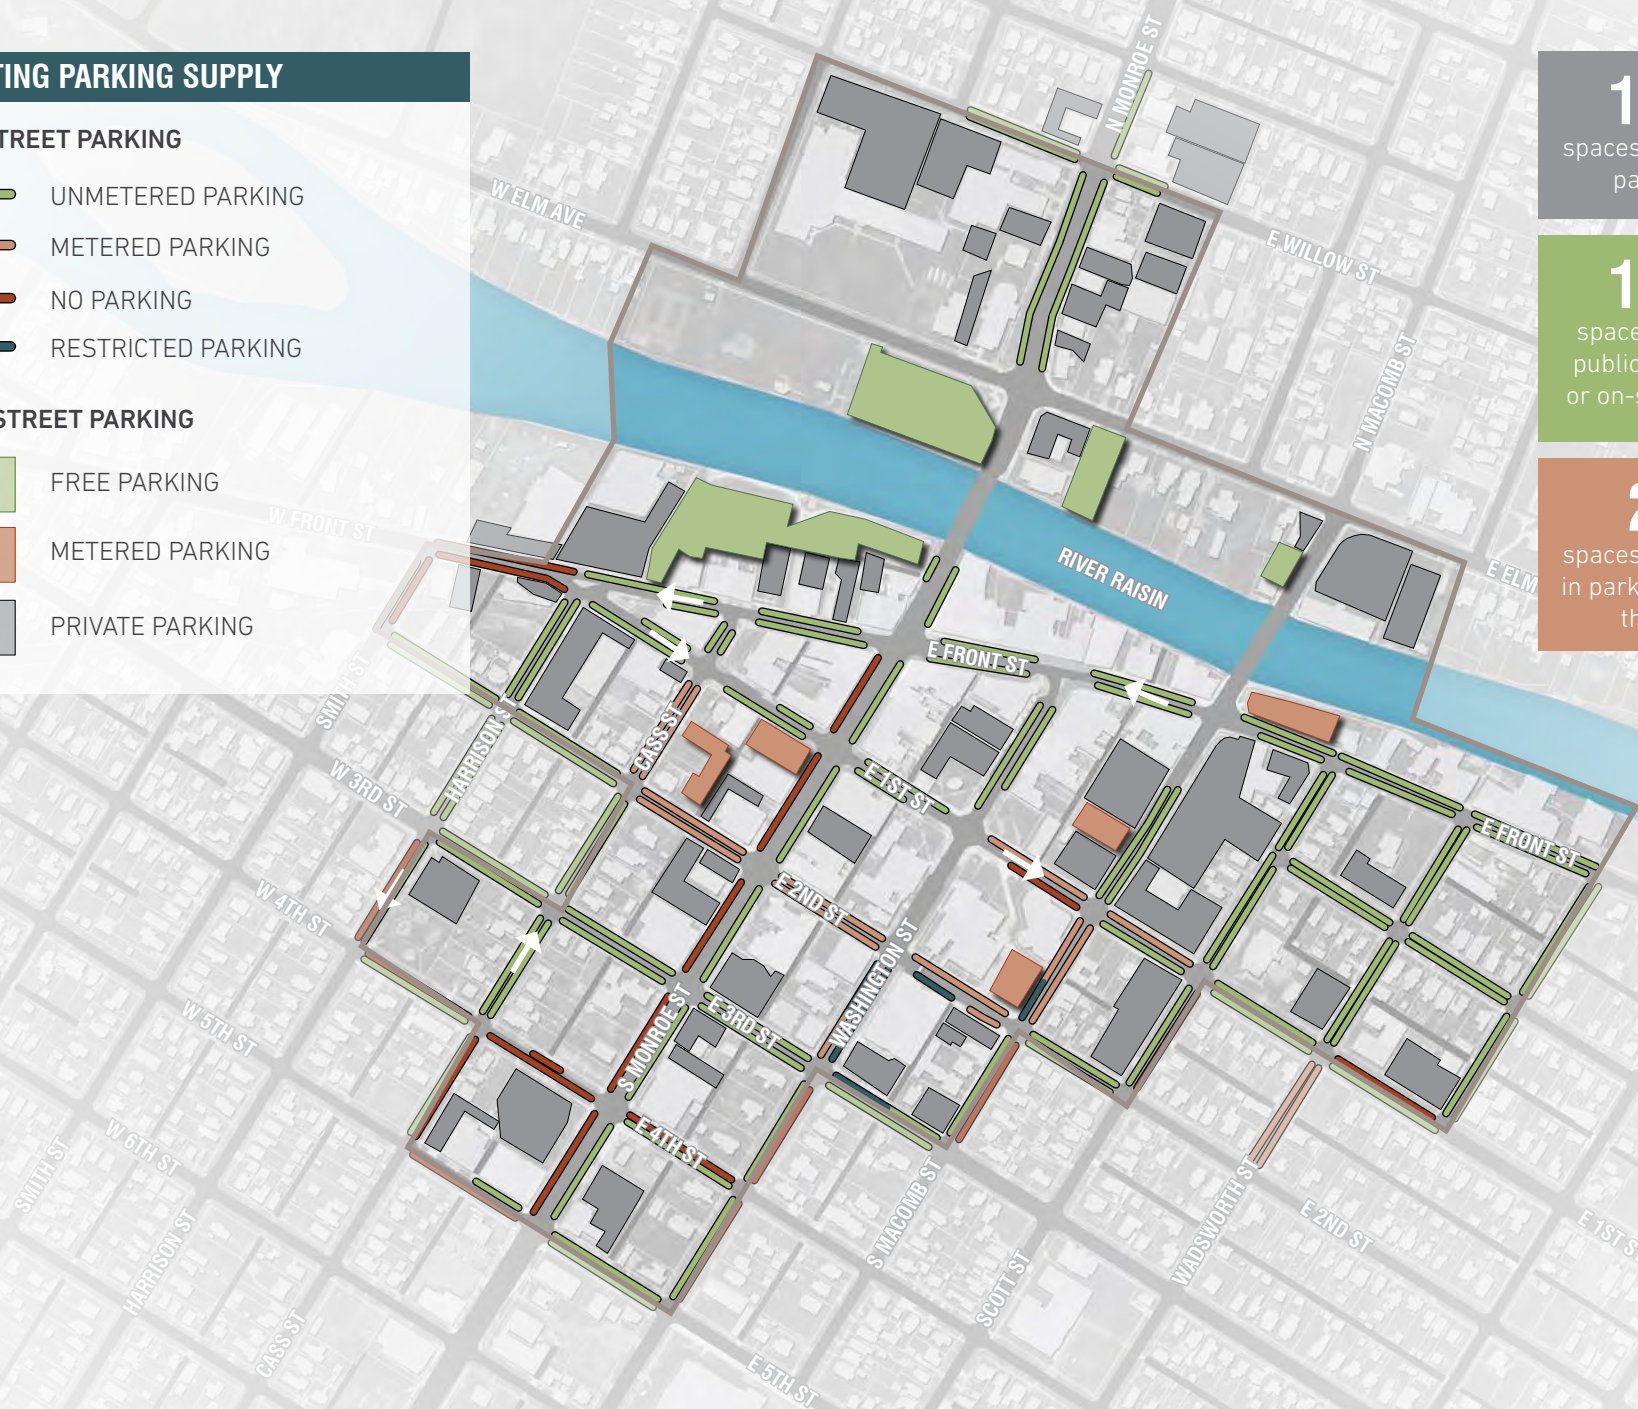 TING PARKING SUPPLY
TREET PARKING
UNMETERED PARKING
METERED PARKING
NO PARKING
RESTRICTED PARKING
STREET PARKING
FREE PARKING
METERED PARKING
PRIVATE PARKING
1
spaces
pa
1
space
public
or on-s
2
spaces
in park
th
N MONROE ST
W ELM AVE
E WILLOW ST
N MACOMB ST
E ELM
RIVER RAISIN
W FRONT ST
E FRONT ST
SMITH ST
HARRISON ST
CASS ST
W 3RD ST
E 1ST ST
E FRONT ST
W 4TH ST
E 2ND ST
WASHINGTON ST
W 5TH ST
S MONROE ST
E 3RD ST
W 6TH ST
E 4TH ST
SMITH ST
HARRISON ST
CASS ST
S MACOMB ST
SCOTT ST
WADSWORTH ST
E 2ND ST
E 1ST S
E 5TH ST